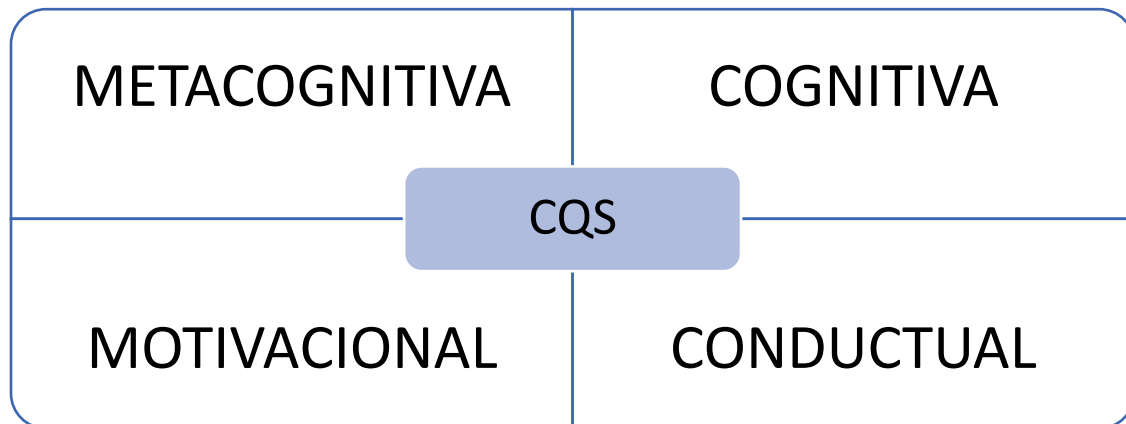 METACOGNITIVA
COGNITIVA
CQS
MOTIVACIONAL
CONDUCTUAL